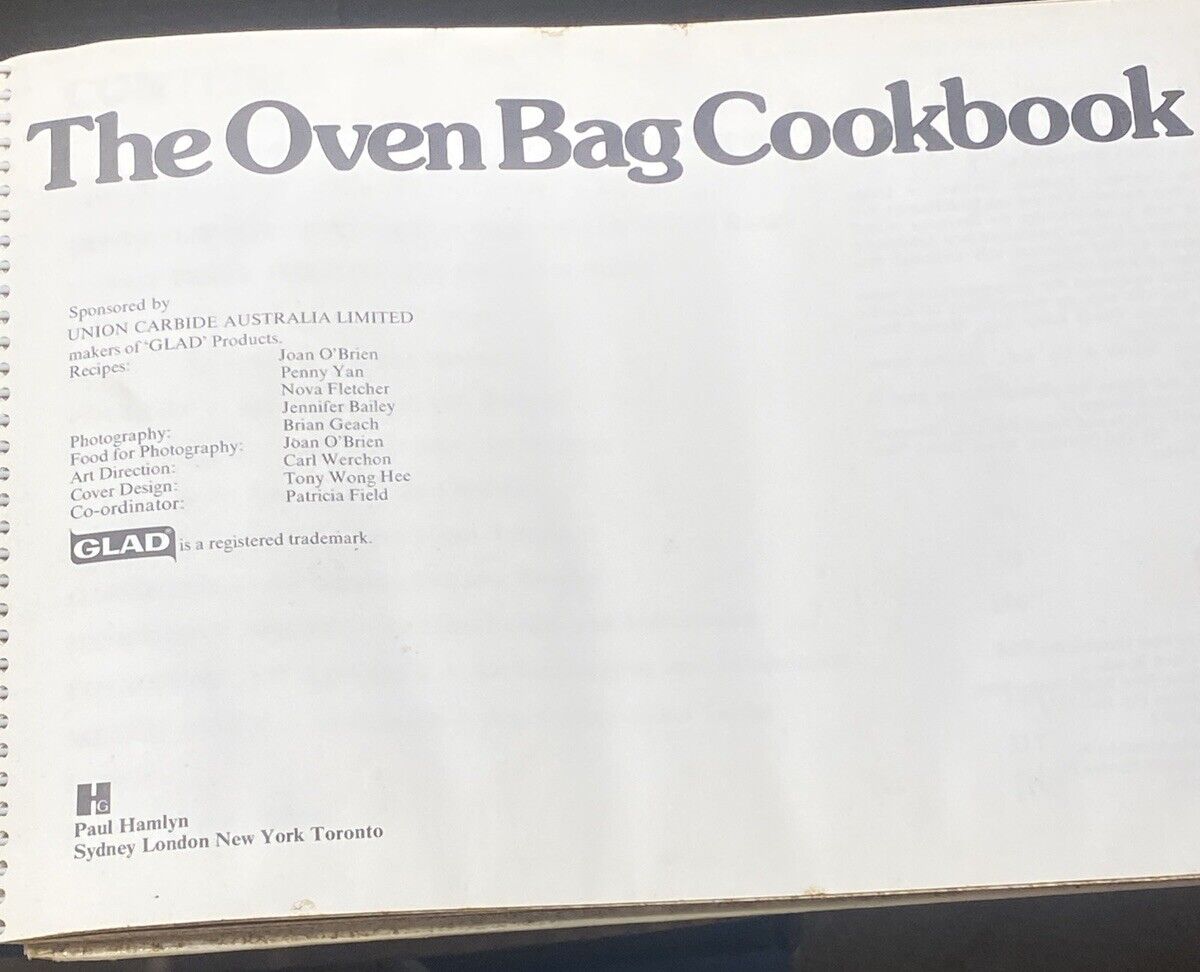 The Oven Bag Cookbook
Sponsored by
UNION CARBIDE AUSTRALIA LIMITED
makers of 'GLAD' Products.
Recipes: Joan O'Brien
Penny Yan
Nova Fletcher
Jennifer Bailey
Photography: Brian Geach
Food for Photography: Joan O'Brien
Art Direction: Carl Werchon
Cover Design: Tony Wong Hee
Co-ordinator: Patricia Field
GLAD® is a registered trademark.
HG
Paul Hamlyn
Sydney London New York Toronto